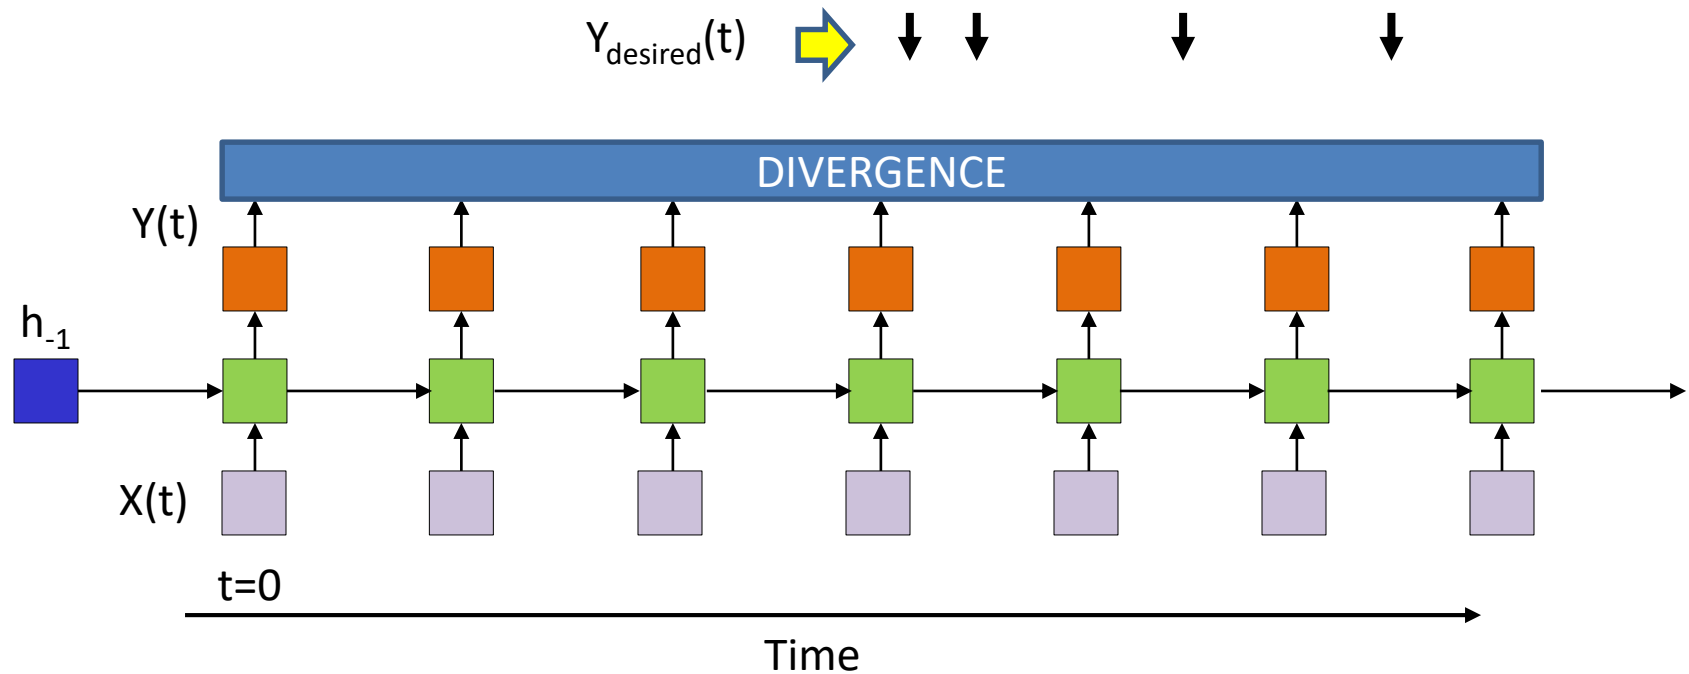 Ydesired(t)
DIVERGENCE
Y(t)
h-1
X(t)
t=0
Time